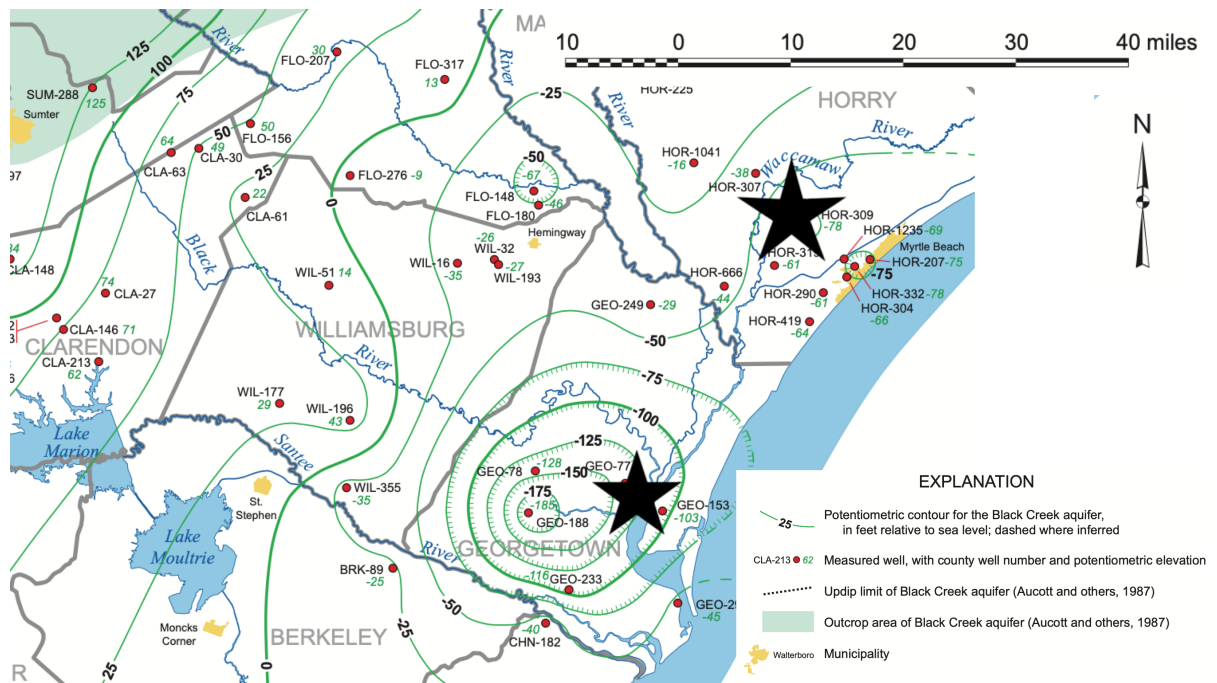 MA
10 0 10 20 30 40 miles
125
100
75
River
30
FLO-207
FLO-317
13
River
-25
River
HOR-225
HORRY
SUM-288
125
Sumter
N
River
50
FLO-156
50
64
CLA-63
49
CLA-30
97
25
22
CLA-61
FLO-276 -9
0
-50
-67
FLO-148
-46
FLO-180
HOR-1041
-16
-38
HOR-307
Waccamaw
HOR-309
-78
HOR-1235 -69
Myrtle Beach
HOR-207 -75
-75
HOR-332 -78
HOR-304
-66
-61
HOR-290
-61
HOR-419
-64
HOR-666
Hemingway
-26
WIL-32
-27
WIL-193
WIL-16
-35
WIL-51 14
Black
CLA-148
74
CLA-27
CLA-146 71
CLARENDON
CLA-213
62
WILLIAMSBURG
River
GEO-249 -29
-50
-75
-100
-125
-150
-175
-185
GEO-78
-128
GEO-77
GEO-188
GEO-153
-103
GEORGETOWN
-116
GEO-233
-45
WIL-177
29
WIL-196
43
Lake
Marion
Santee
WIL-355
-35
St.
Stephen
Lake
Moultrie
River
BRK-89
-25
-50
-40
CHN-182
Moncks
Corner
BERKELEY
-25
0
25
R
EXPLANATION
25
Potentiometric contour for the Black Creek aquifer,
in feet relative to sea level; dashed where inferred
CLA-213 62
Measured well, with county well number and potentiometric elevation
Updip limit of Black Creek aquifer (Aucott and others, 1987)
Outcrop area of Black Creek aquifer (Aucott and others, 1987)
Walterboro
Municipality